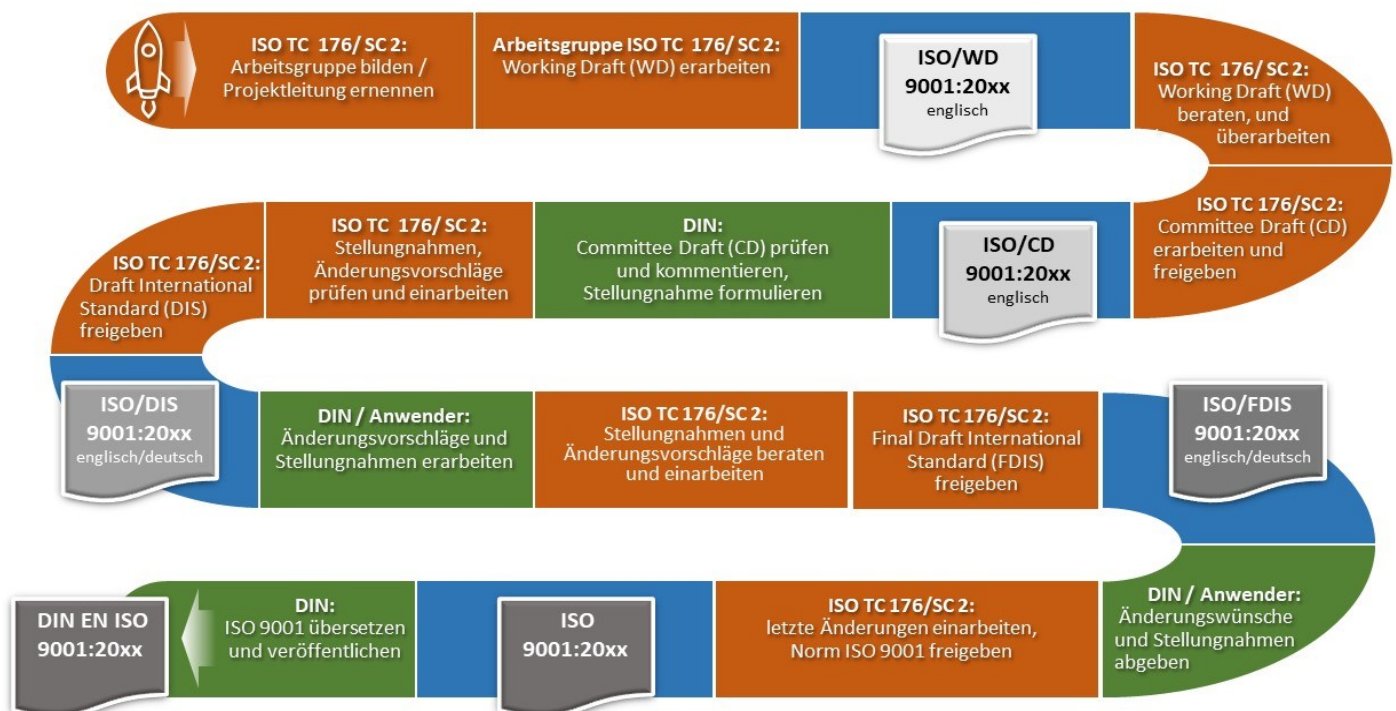 ISO TC 176/ SC 2:
Arbeitsgruppe bilden /
Projektleitung ernennen
Arbeitsgruppe ISO TC 176/ SC 2:
Working Draft (WD) erarbeiten
ISO/WD
9001:20xx
englisch
ISO TC 176/ SC 2:
Working Draft (WD)
beraten, und
überarbeiten
ISO TC 176/SC 2:
Committee Draft (CD)
erarbeiten und
freigeben
ISO/CD
9001:20xx
englisch
DIN:
Committee Draft (CD) prüfen
und kommentieren,
Stellungnahme formulieren
ISO TC 176/SC 2:
Stellungnahmen,
Änderungsvorschläge
prüfen und einarbeiten
ISO TC 176/SC 2:
Draft International
Standard (DIS)
freigeben
ISO/DIS
9001:20xx
englisch/deutsch
DIN / Anwender:
Änderungsvorschläge und
Stellungnahmen erarbeiten
ISO TC 176/SC 2:
Stellungnahmen und
Änderungsvorschläge beraten
und einarbeiten
ISO TC 176/SC 2:
Final Draft International
Standard (FDIS)
freigeben
ISO/FDIS
9001:20xx
englisch/deutsch
DIN / Anwender:
Änderungswünsche
und Stellungnahmen
abgeben
ISO TC 176/SC 2:
letzte Änderungen einarbeiten,
Norm ISO 9001 freigeben
ISO
9001:20xx
DIN:
ISO 9001 übersetzen
und veröffentlichen
DIN EN ISO
9001:20xx